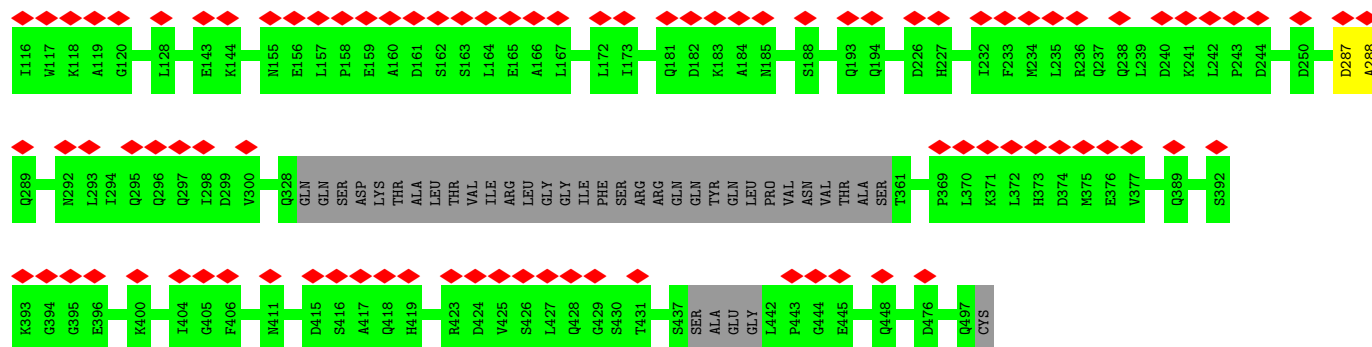 I116 W117 K118 A119 G120 L128 E143 K144 N155 E156 L157 P158 E159 A160 D161 S162 S163 L164 E165 A166 L167 L172 I173 Q181 D182 K183 A184 N185 S188 Q193 Q194 D226 H227 I232 F233 M234 L235 R236 Q237 Q238 L239 D240 K241 L242 P243 D244 D250 D287 A288
Q289 N292 L293 I294 Q295 Q296 Q297 I298 D299 V300 Q328 GLN GLN SER ASP LYS THR ALA LEU THR VAL ILE ARG LEU GLY GLY ILE PHE SER ARG ARG GLN GLN TYR GLN LEU PRO VAL ASN VAL THR ALA SER T361 P369 L370 K371 L372 H373 D374 M375 E376 V377 Q389 S392
K393 G394 G395 E396 K400 I404 G405 F406 N411 D415 S416 A417 Q418 H419 R423 D424 V425 S426 L427 Q428 G429 S430 T431 S437 SER ALA GLU GLY L442 P443 G444 E445 Q448 D476 Q497 CYS